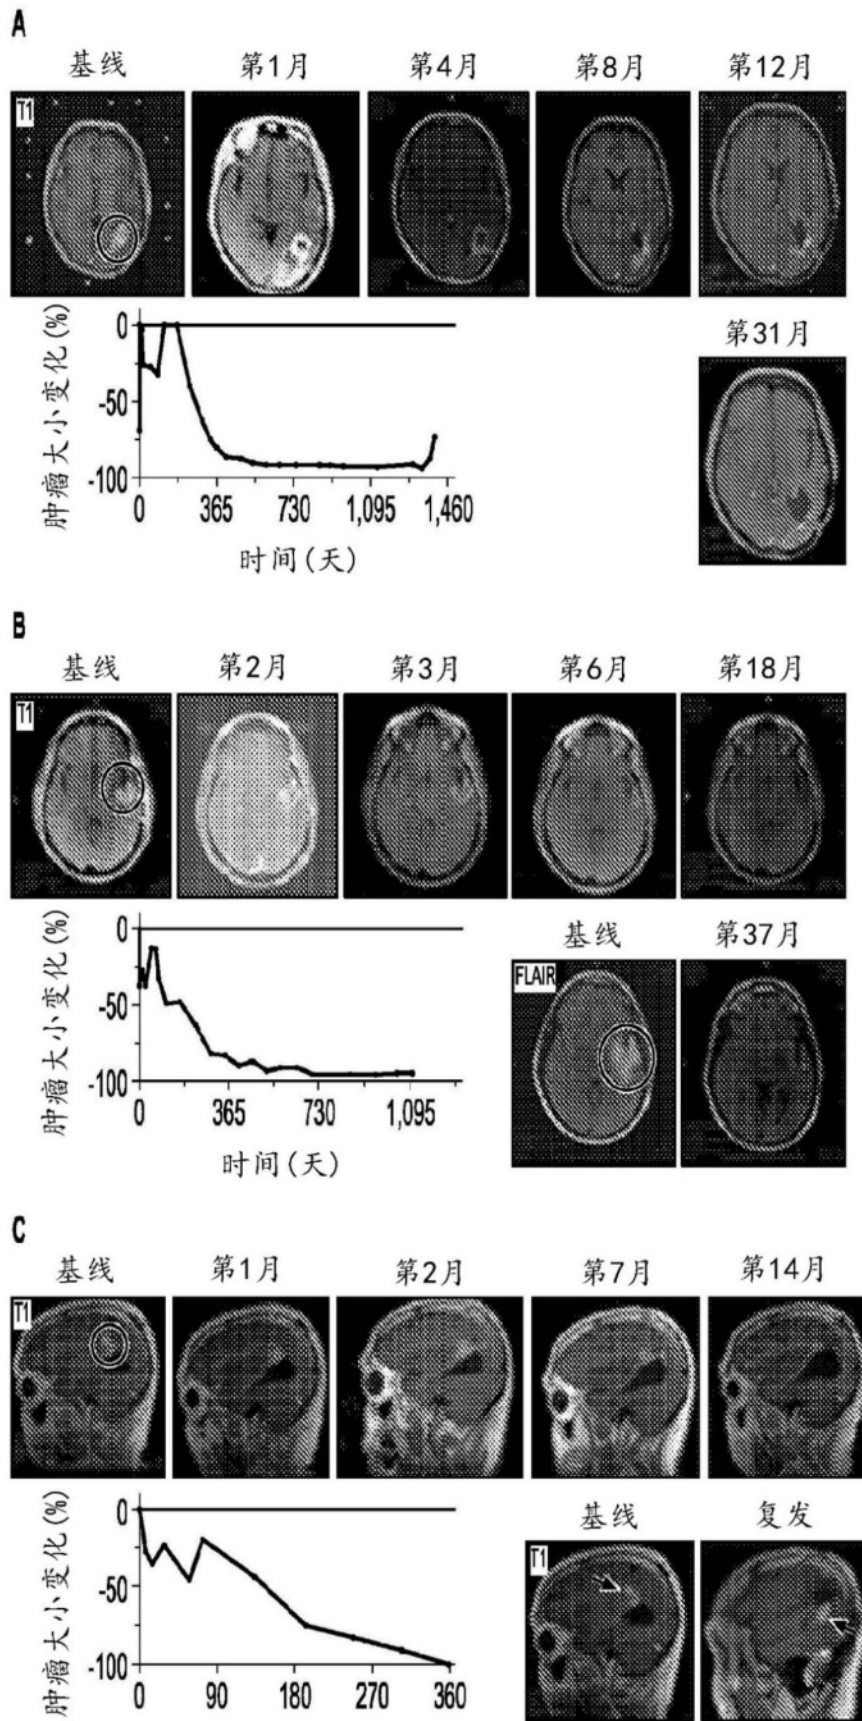 A
基线 第1月 第4月 第8月 第12月
T1
肿瘤大小变化(%)
0
-50
-100
0 365 730 1,095 1,460
时间(天)
第31月
B
基线 第2月 第3月 第6月 第18月
T1
肿瘤大小变化(%)
0
-50
-100
0 365 730 1,095
时间(天)
基线 第37月
FLAIR
C
基线 第1月 第2月 第7月 第14月
T1
肿瘤大小变化(%)
0
-50
-100
0 90 180 270 360
基线 复发
T1